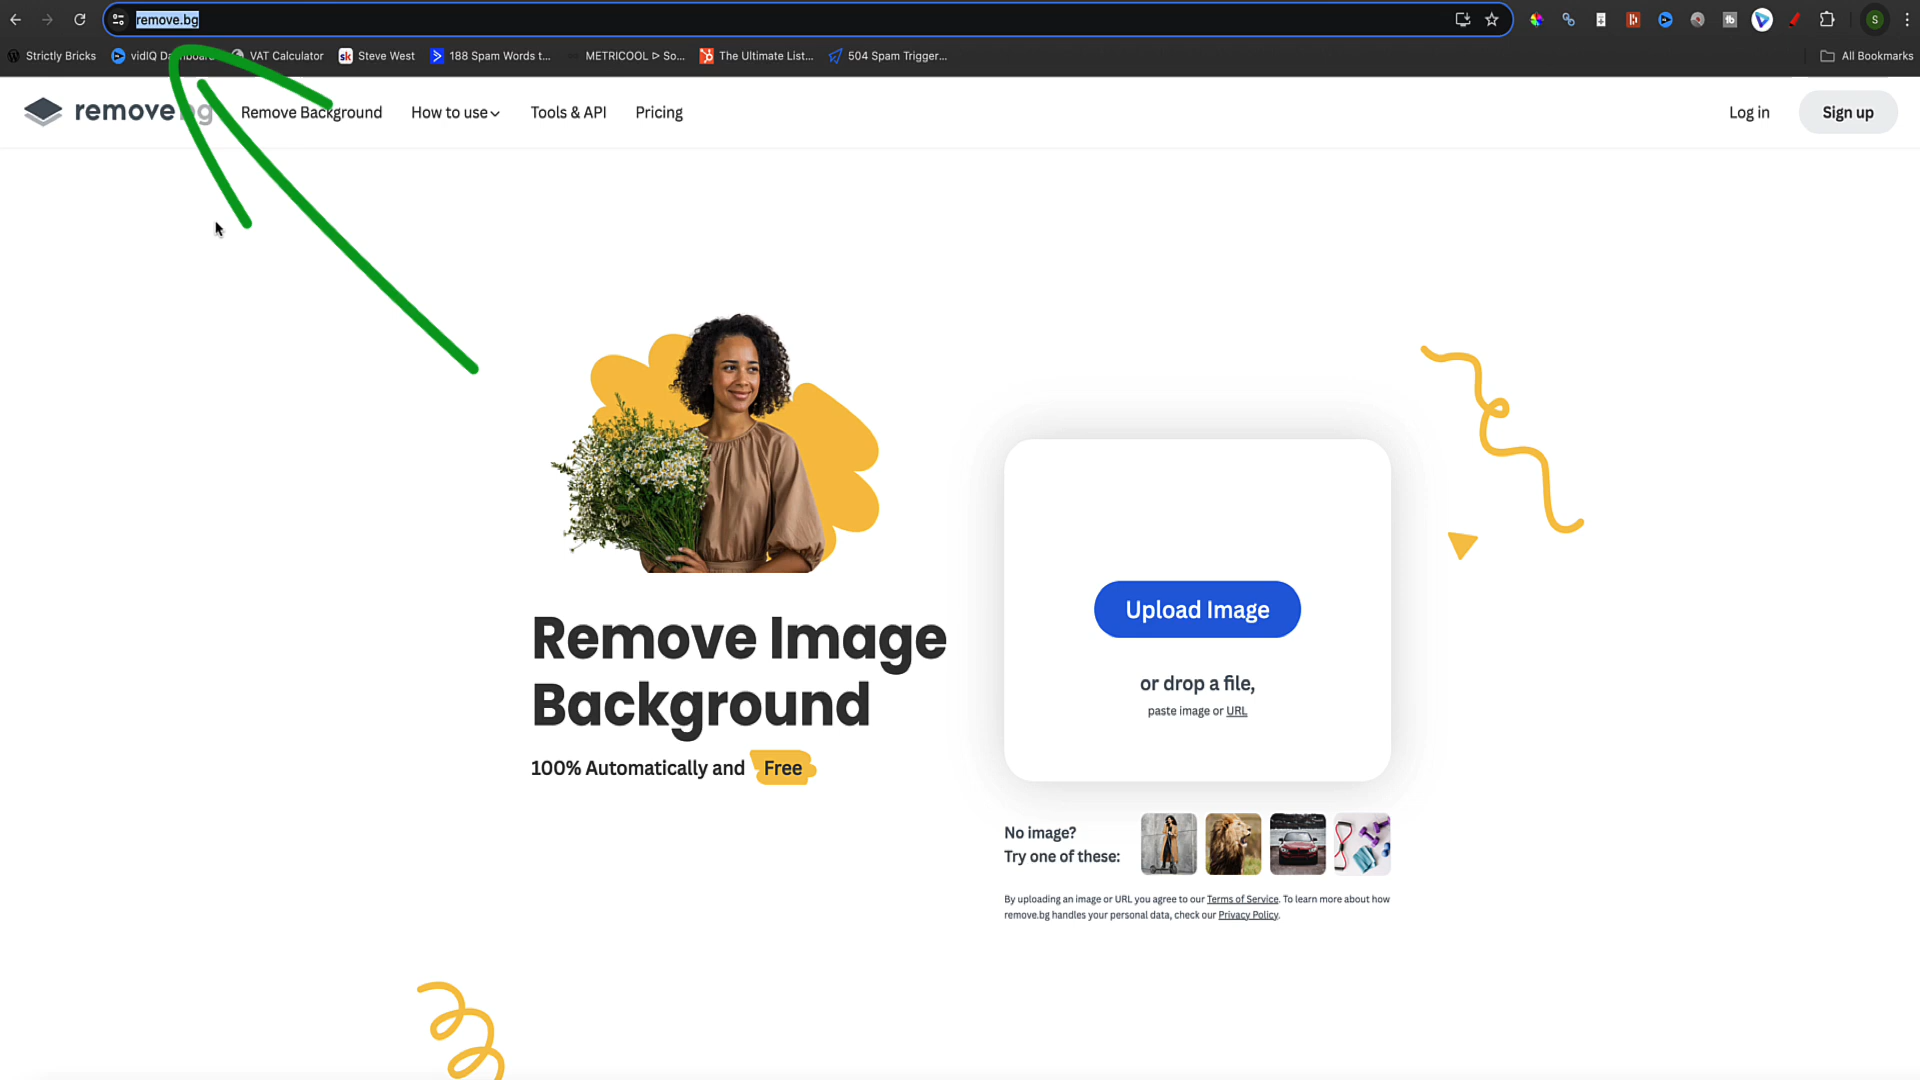 remove.bg
Strictly Bricks
vidIQ
VAT Calculator
sk
Steve West
188 Spam Words t...
METRICOOL ᐅ So...
The Ultimate List...
504 Spam Trigger...
All Bookmarks
S
tb
remove bg
Remove Background
How to use
Tools & API
Pricing
Log in
Sign up
Remove Image
Background
100% Automatically and Free
Upload Image
or drop a file,
paste image or URL
No image?
Try one of these:
By uploading an image or URL you agree to our Terms of Service. To learn more about how
remove.bg handles your personal data, check our Privacy Policy.